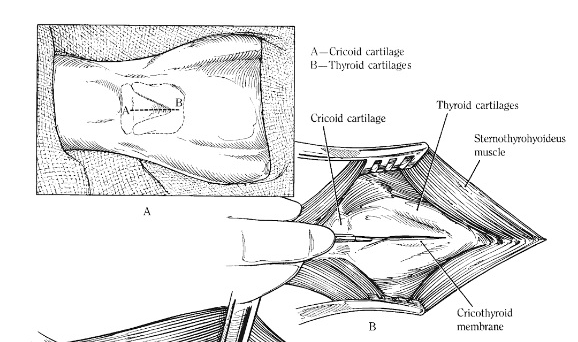 A—Cricoid cartilage
B—Thyroid cartilages
Thyroid cartilages
Cricoid cartilage
Sternothyrohyoideus
muscle
A
B
A
Cricothyroid
membrane
B